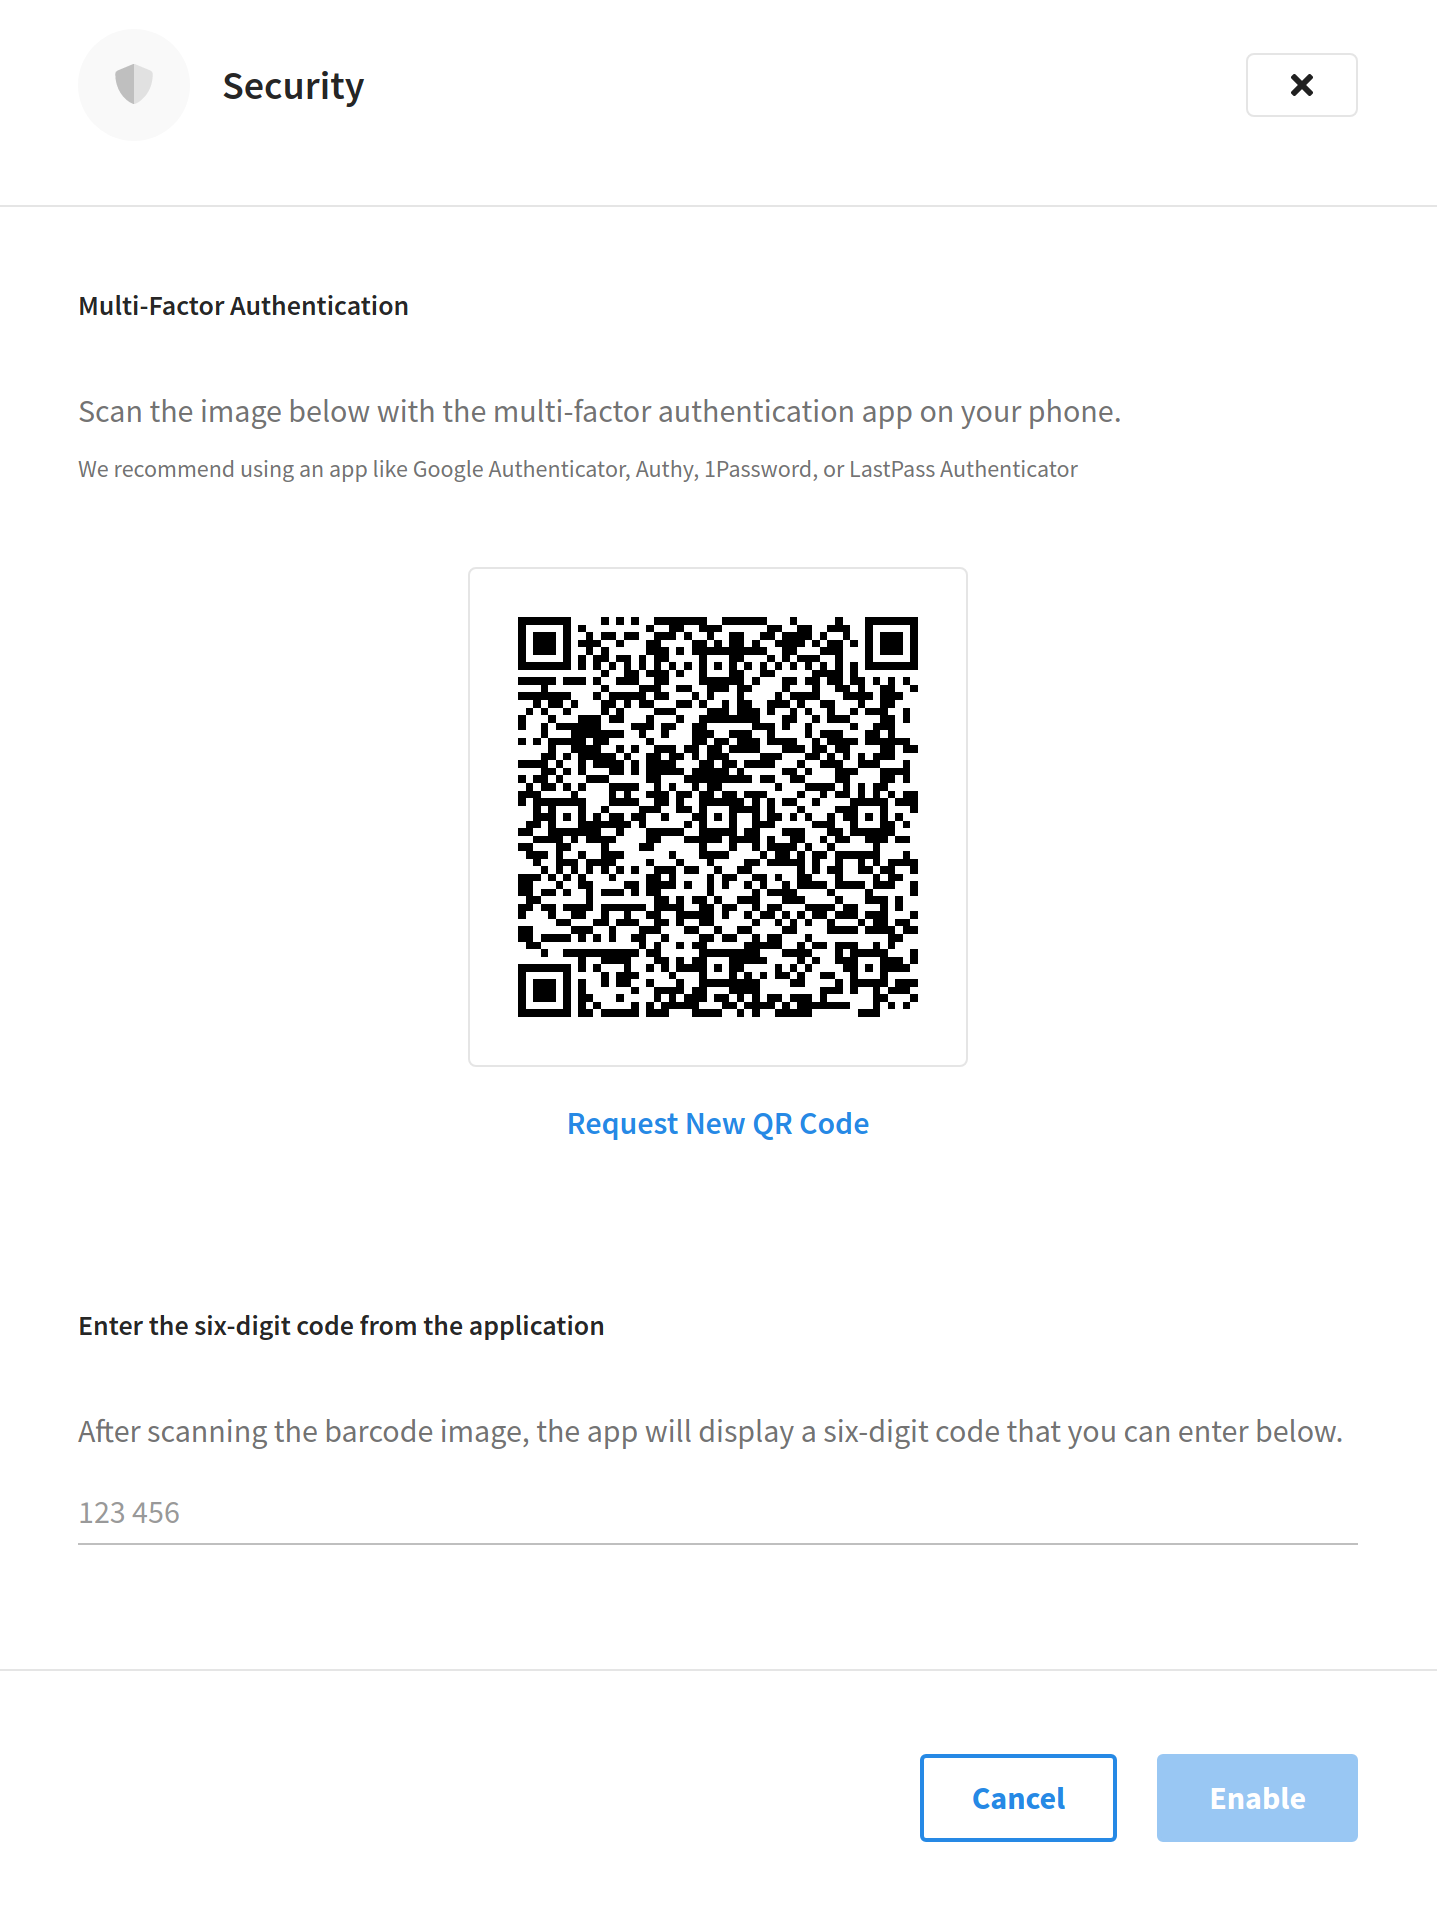 Security
Multi-Factor Authentication
Scan the image below with the multi-factor authentication app on your phone.
We recommend using an app like Google Authenticator, Authy, 1Password, or LastPass Authenticator
Request New QR Code
Enter the six-digit code from the application
After scanning the barcode image, the app will display a six-digit code that you can enter below.
123 456
Cancel
Enable